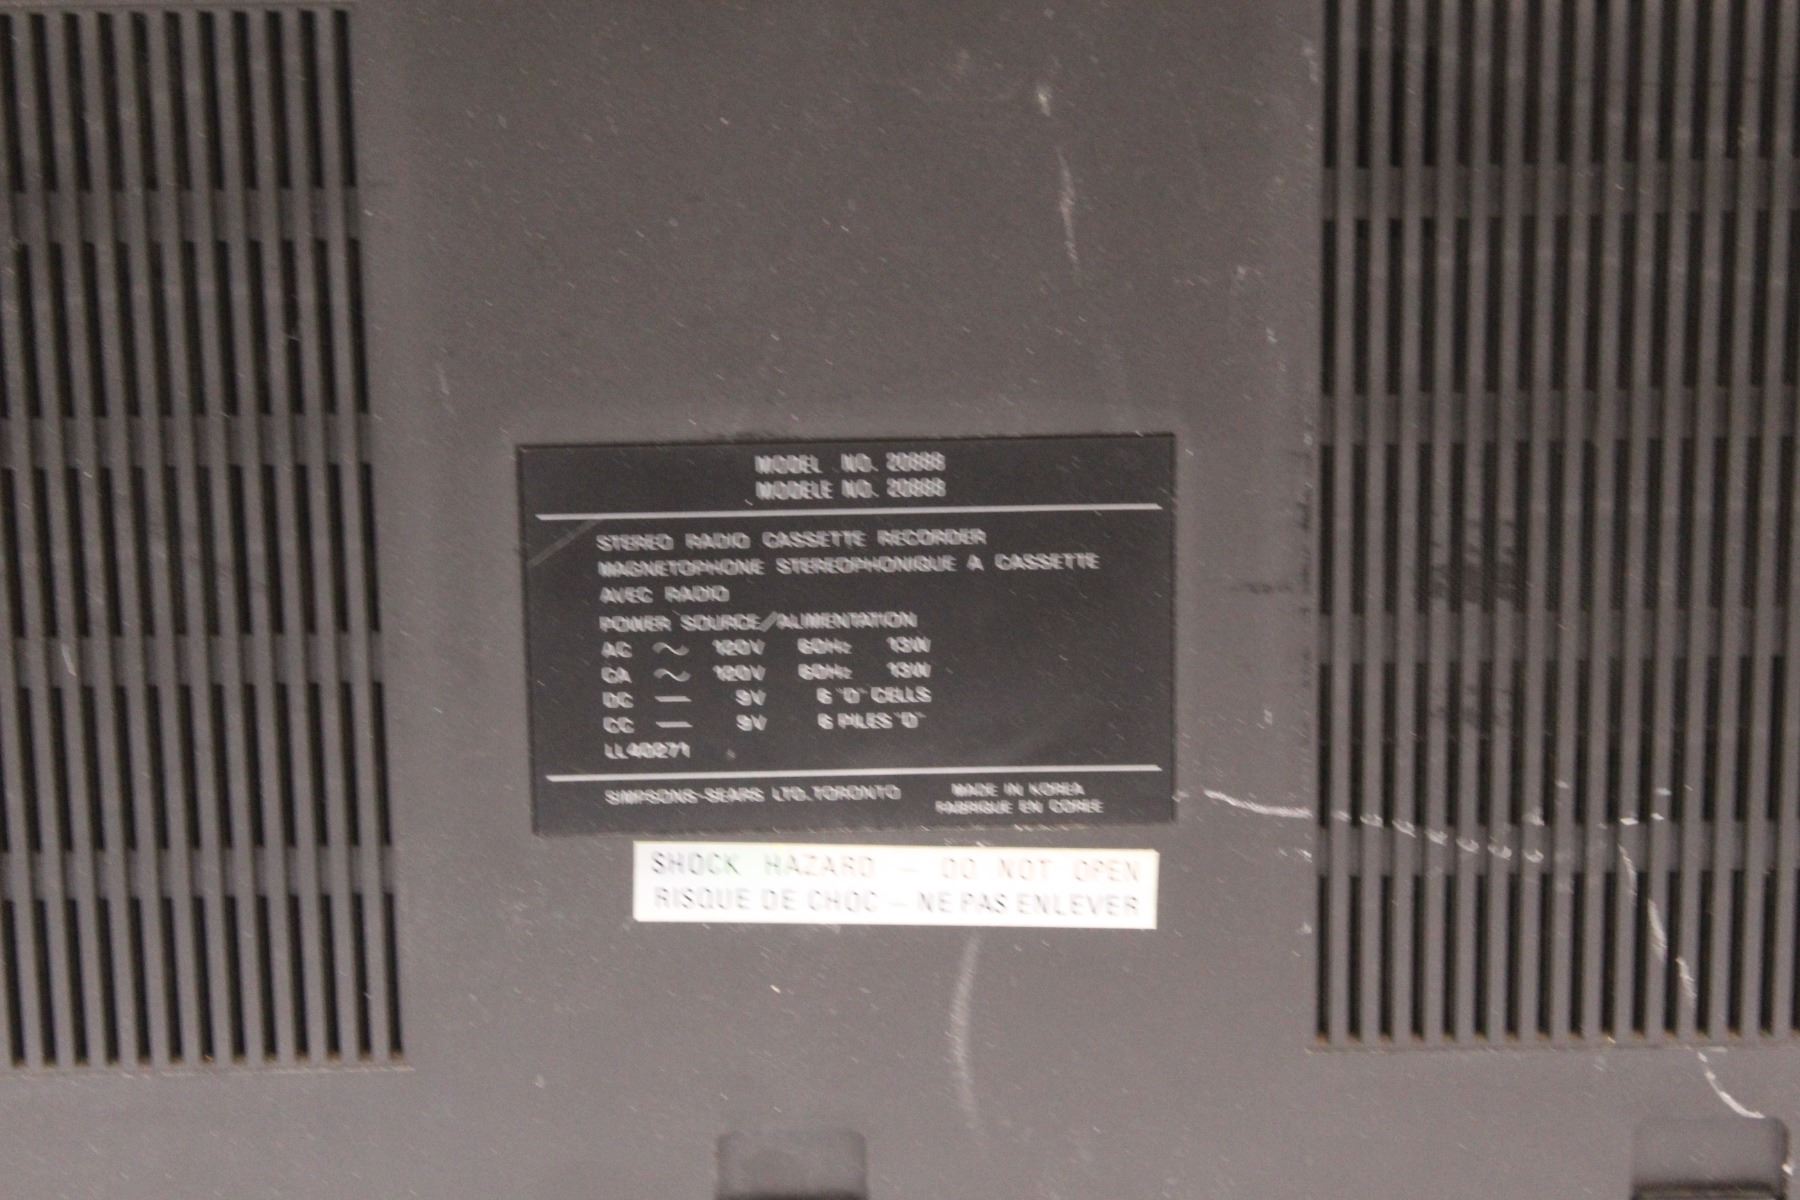 MODEL NO. 20888
MODELE NO. 20888
STEREO RADIO CASSETTE RECORDER
MAGNETOPHONE STEREOPHONIQUE A CASSETTE
AVEC RADIO
POWER SOURCE/ALIMENTATION
AC ~ 120V 60Hz 13W
CA ~ 120V 60Hz 13W
DC — 9V 6 "D" CELLS
CC — 9V 6 PILES "D"
LL40271
SIMPSONS-SEARS LTD. TORONTO
MADE IN KOREA
FABRIQUE EN COREE
SHOCK HAZARD — DO NOT OPEN
RISQUE DE CHOC — NE PAS ENLEVER